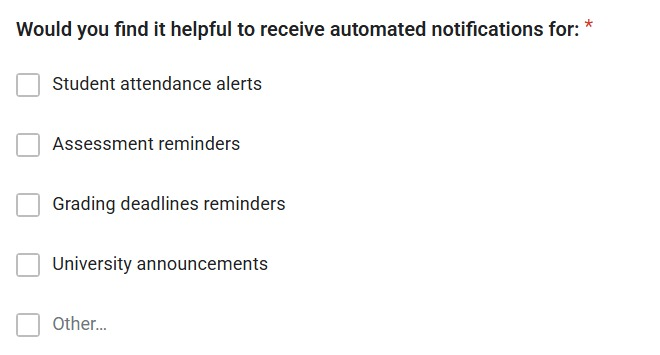 Would you find it helpful to receive automated notifications for: *
Student attendance alerts
Assessment reminders
Grading deadlines reminders
University announcements
Other...